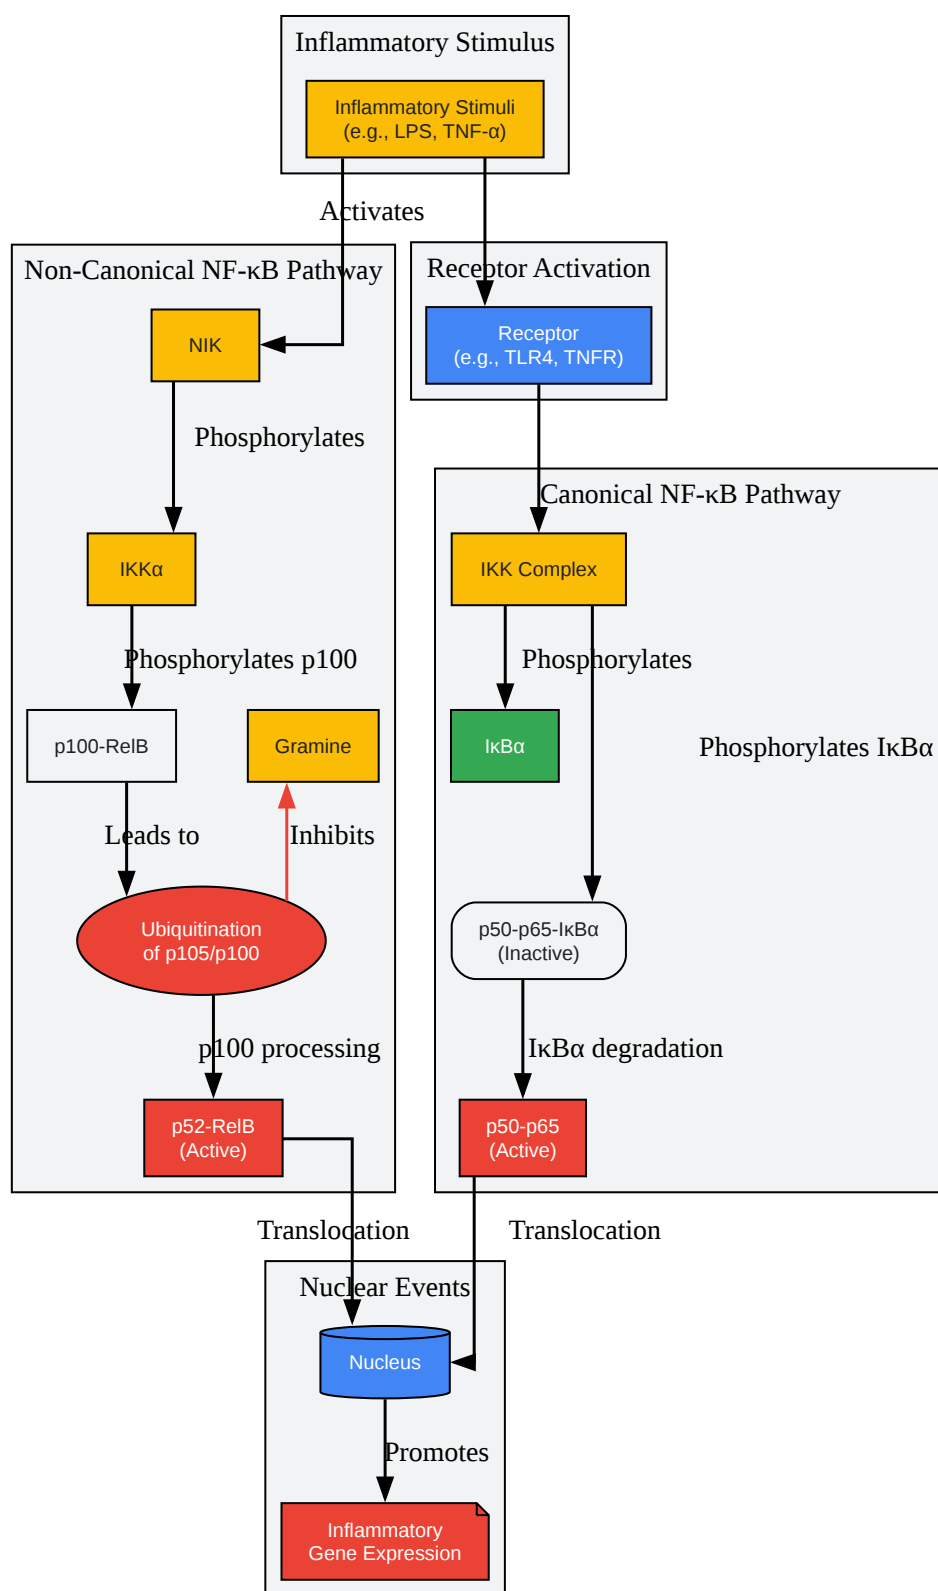 Inflammatory Stimulus
Inflammatory Stimuli
(e.g., LPS, TNF-α)
Activates
Non-Canonical NF-κB Pathway
Receptor Activation
NIK
Receptor
(e.g., TLR4, TNFR)
Phosphorylates
Canonical NF-κB Pathway
IKKα
IKK Complex
Phosphorylates p100
Phosphorylates
p100-RelB
Gramine
IκBα
Phosphorylates IκBα
Leads to
Inhibits
Ubiquitination
of p105/p100
p50-p65-IκBα
(Inactive)
p100 processing
IκBα degradation
p52-RelB
(Active)
p50-p65
(Active)
Translocation
Translocation
Nuclear Events
Nucleus
Promotes
Inflammatory
Gene Expression